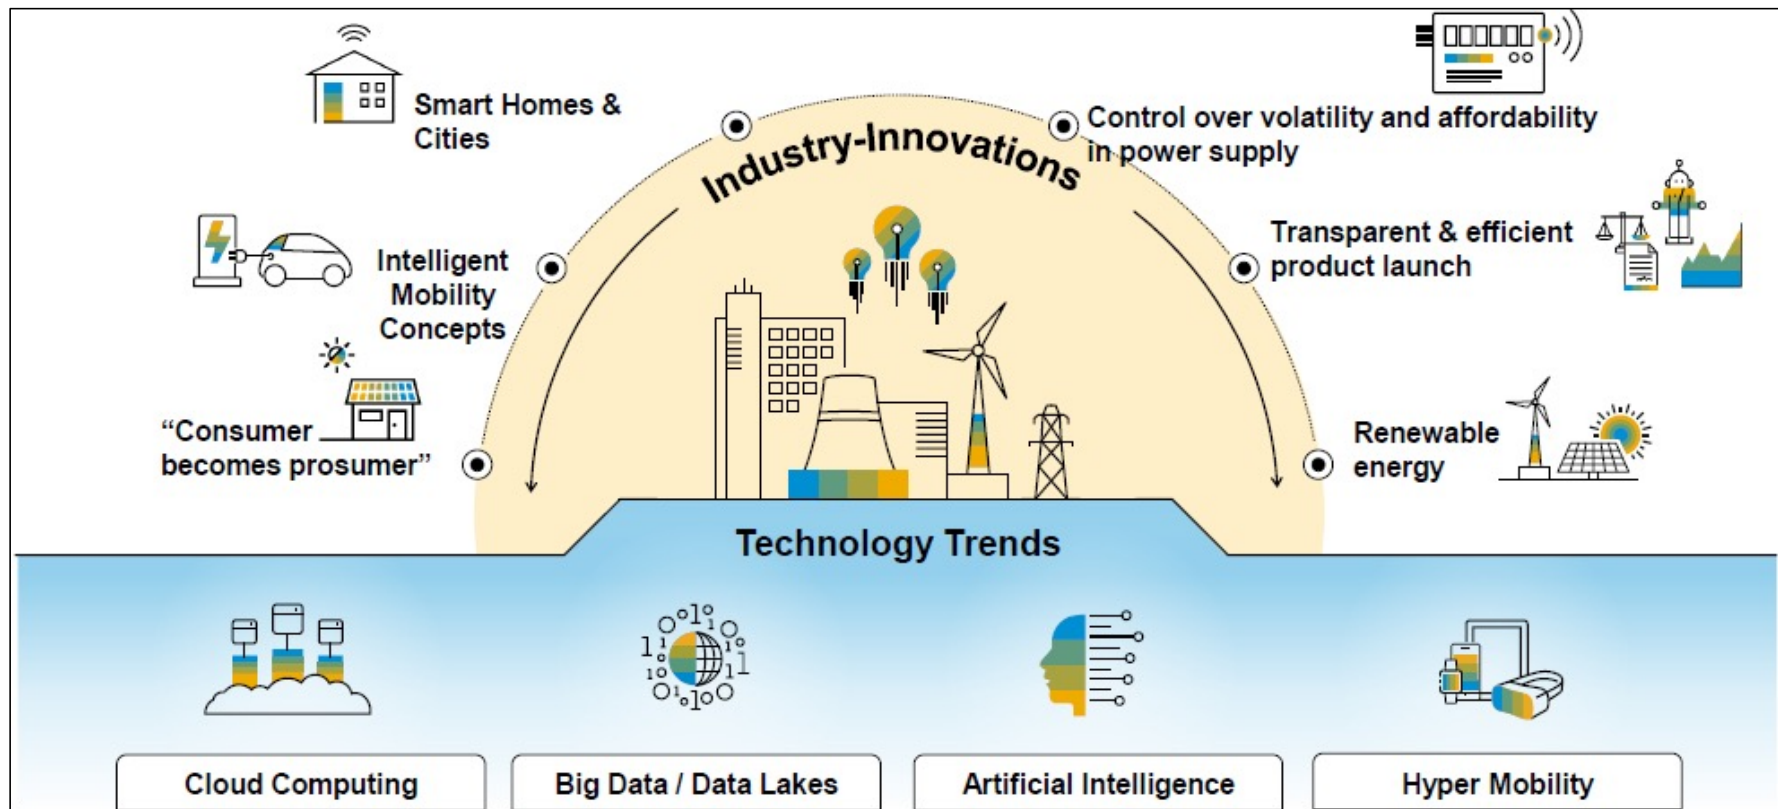 Smart Homes &
Cities
Industry-Innovations
Control over volatility and affordability
in power supply
Intelligent
Mobility
Concepts
Transparent & efficient
product launch
“Consumer
becomes prosumer”
Renewable
energy
Technology Trends
Cloud Computing
Big Data / Data Lakes
Artificial Intelligence
Hyper Mobility